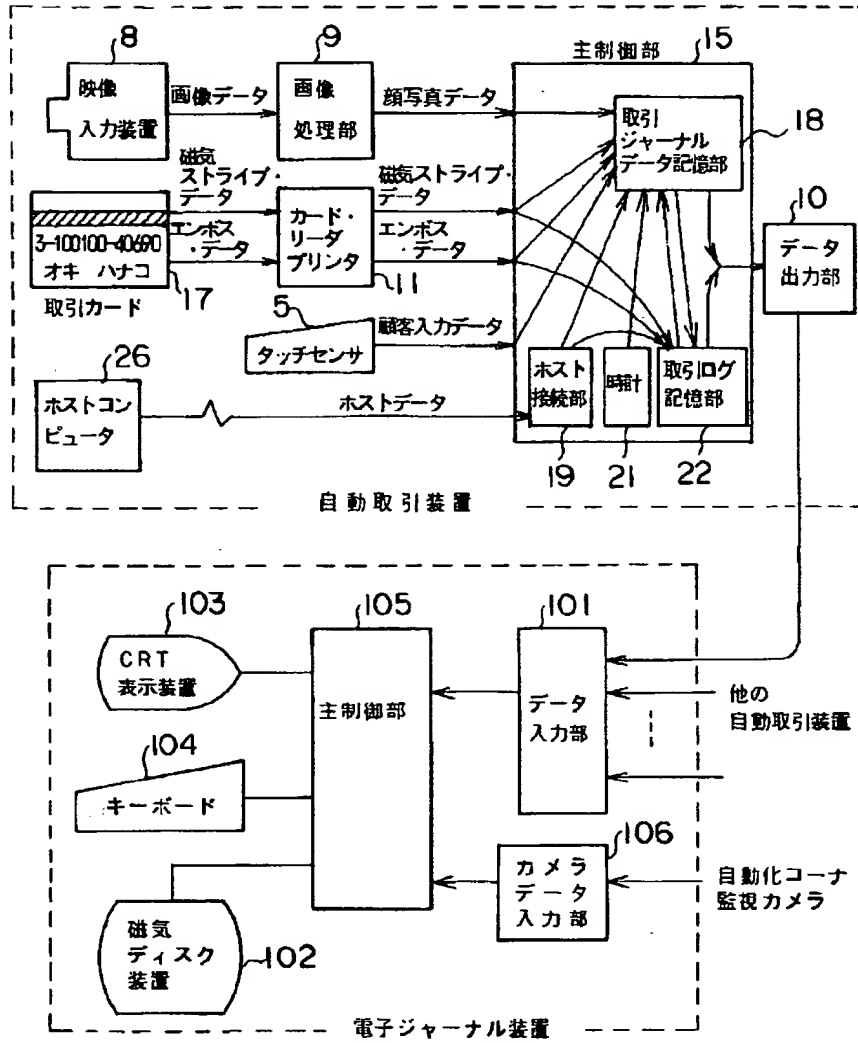 8
映像
入力装置
画像データ
9
画像
処理部
顔写真データ
15
主制御部
取引
ジャーナル
データ記憶部
18
磁気
ストライプ・
データ
エンボス
・データ
3-100100-40690
オキ ハナコ
17
取引カード
カード・
リーダ
プリンタ
11
磁気ストライプ・
データ
エンボス
・データ
10
データ
出力部
5
タッチセンサ
顧客入力データ
26
ホストコン
ピュータ
ホストデータ
ホスト
接続部
19
時計
21
取引ログ
記憶部
22
自動取引装置
103
CRT
表示装置
105
主制御部
101
データ
入力部
他の
自動取引装置
104
キーボード
106
カメラ
データ
入力部
自動化コーナ
監視カメラ
磁気
ディスク
装置
102
電子ジャーナル装置